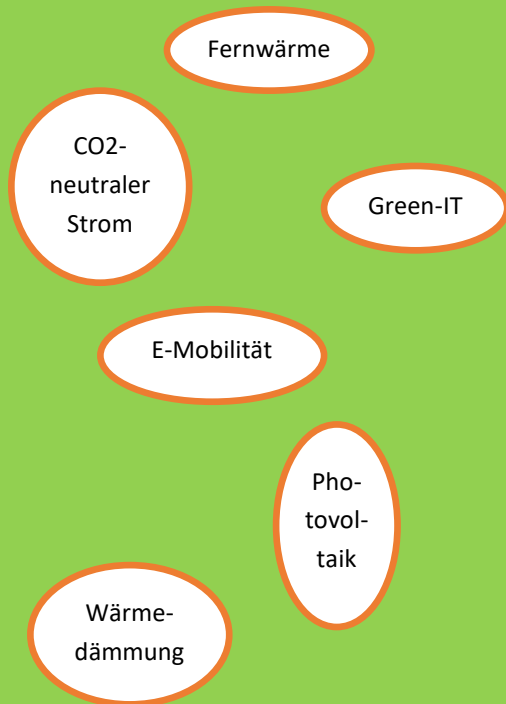 Fernwärme
CO2-
neutraler
Strom
Green-IT
E-Mobilität
Pho-
tovol-
taik
Wärme-
dämmung